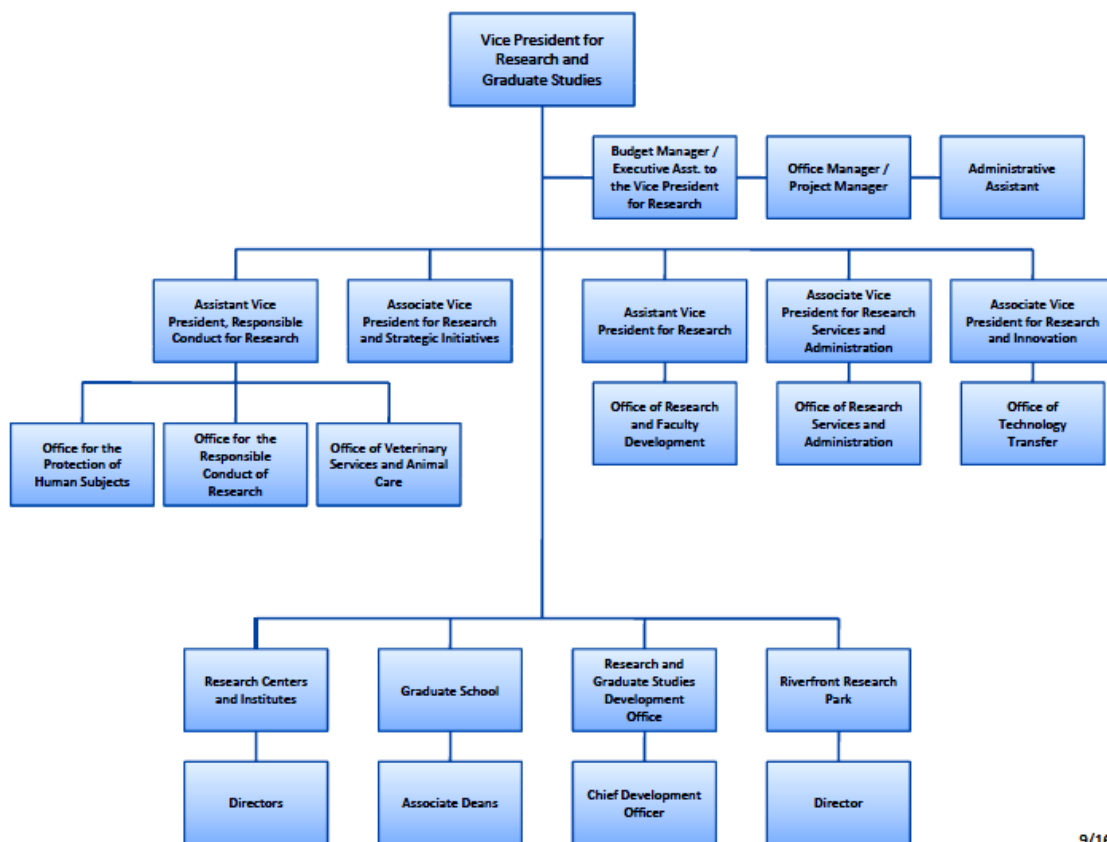 Vice President for
Research and
Graduate Studies
Budget Manager /
Executive Asst. to
the Vice President
for Research
Office Manager /
Project Manager
Administrative
Assistant
Assistant Vice
President, Responsible
Conduct for Research
Associate Vice
President for Research
and Strategic Initiatives
Assistant Vice
President for Research
Associate Vice
President for Research
Services and
Administration
Associate Vice
President for Research
and Innovation
Office for the
Protection of
Human Subjects
Office for the
Responsible
Conduct of
Research
Office of Veterinary
Services and Animal
Care
Office of Research
and Faculty
Development
Office of Research
Services and
Administration
Office of
Technology
Transfer
Research Centers
and Institutes
Graduate School
Research and
Graduate Studies
Development
Office
Riverfront Research
Park
Directors
Associate Deans
Chief Development
Officer
Director
9/16